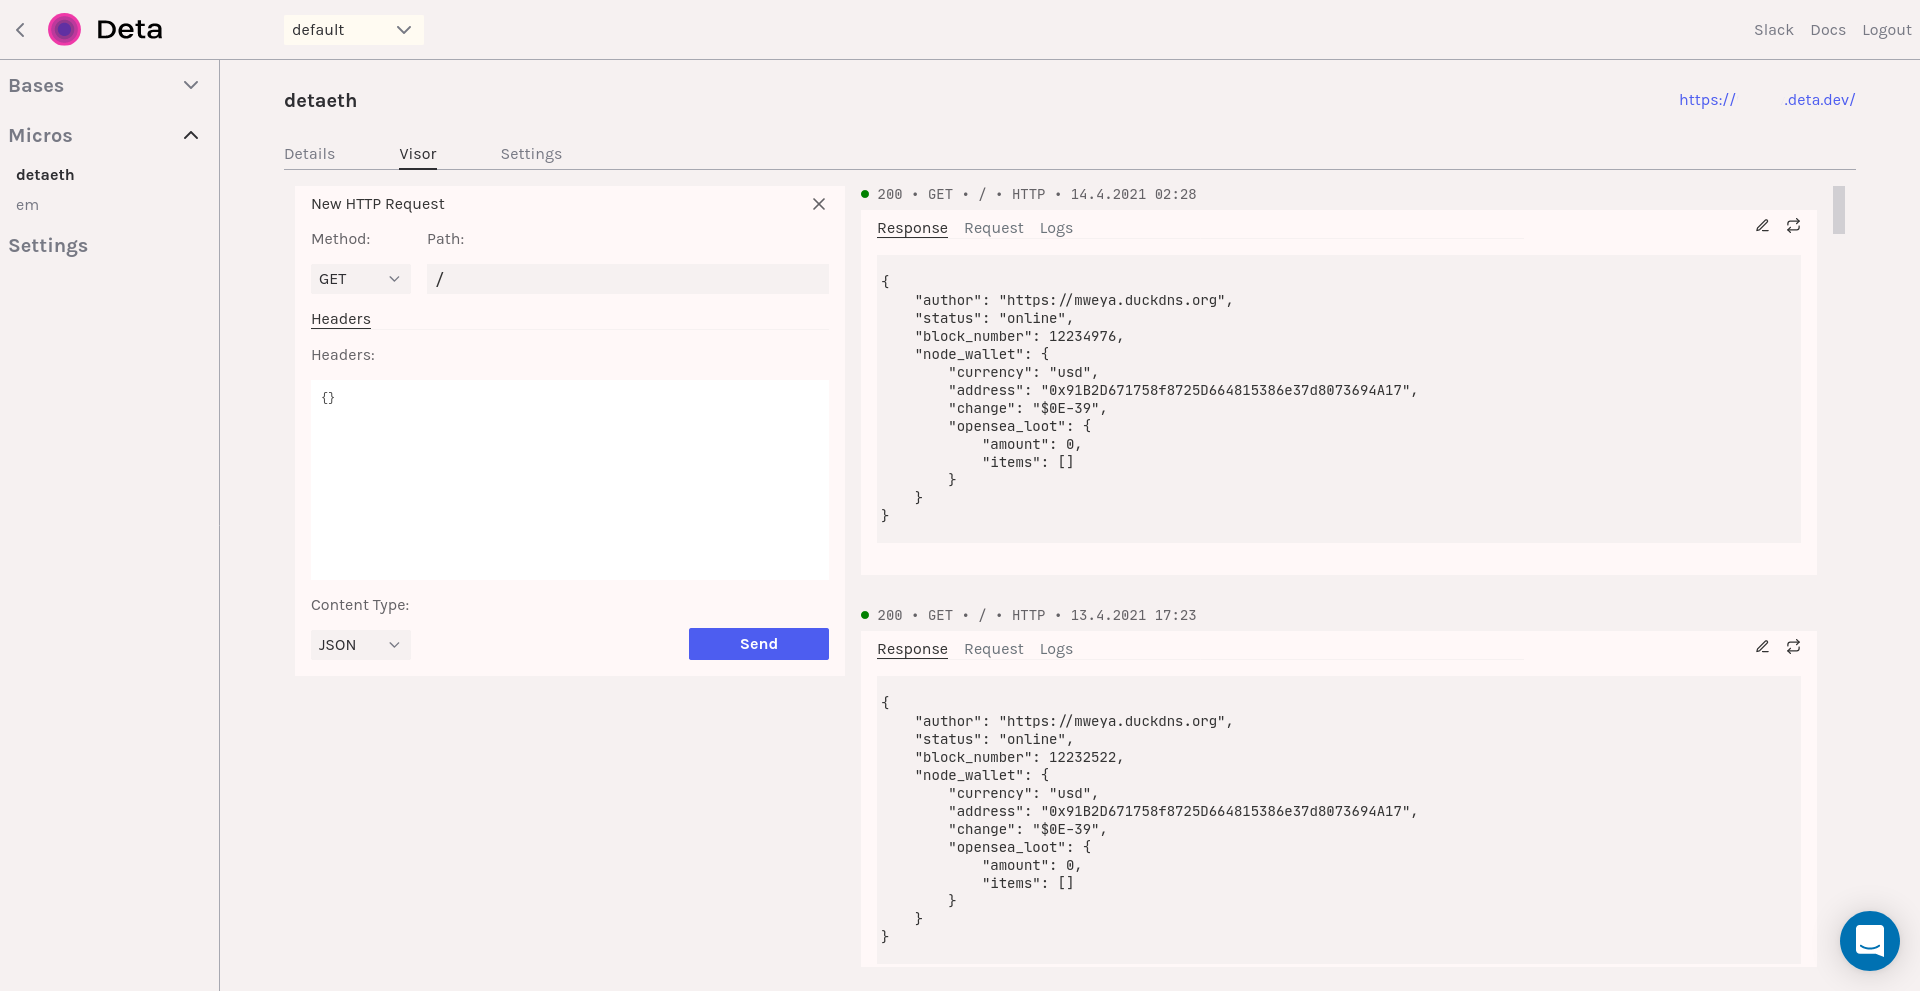 Deta
default
Slack Docs Logout
Bases
Micros
detaeth
em
Settings
detaeth
https:// .deta.dev/
Details Visor Settings
New HTTP Request
Method: Path:
GET /
Headers
Headers:
{}
Content Type:
JSON Send
200 • GET • / • HTTP • 14.4.2021 02:28
Response Request Logs
{
    "author": "https://mweya.duckdns.org",
    "status": "online",
    "block_number": 12234976,
    "node_wallet": {
        "currency": "usd",
        "address": "0x91B2D671758f8725D664815386e37d8073694A17",
        "change": "$0E-39",
        "opensea_loot": {
            "amount": 0,
            "items": []
        }
    }
}
200 • GET • / • HTTP • 13.4.2021 17:23
Response Request Logs
{
    "author": "https://mweya.duckdns.org",
    "status": "online",
    "block_number": 12232522,
    "node_wallet": {
        "currency": "usd",
        "address": "0x91B2D671758f8725D664815386e37d8073694A17",
        "change": "$0E-39",
        "opensea_loot": {
            "amount": 0,
            "items": []
        }
    }
}